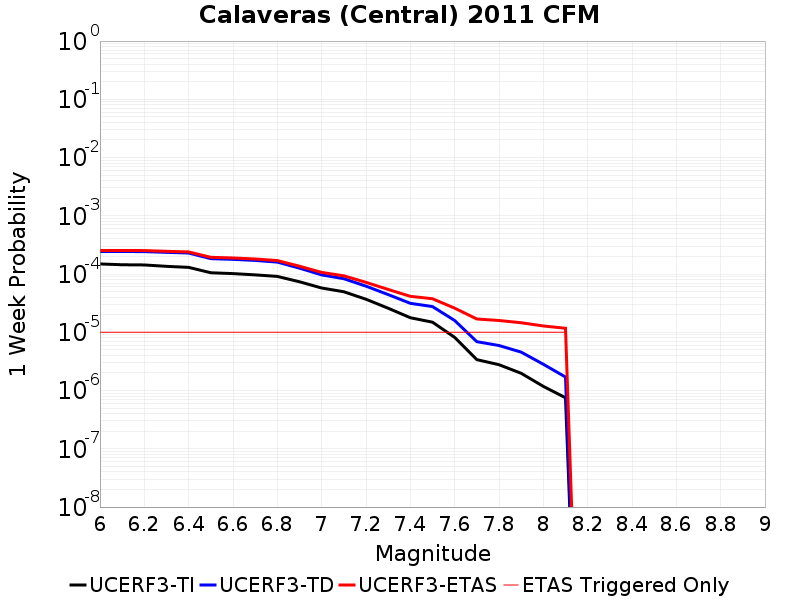 Calaveras (Central) 2011 CFM
1 Week Probability
10^0
10^-1
10^-2
10^-3
10^-4
10^-5
10^-6
10^-7
10^-8
6 6.2 6.4 6.6 6.8 7 7.2 7.4 7.6 7.8 8 8.2 8.4 8.6 8.8 9
Magnitude
UCERF3-TI UCERF3-TD UCERF3-ETAS ETAS Triggered Only